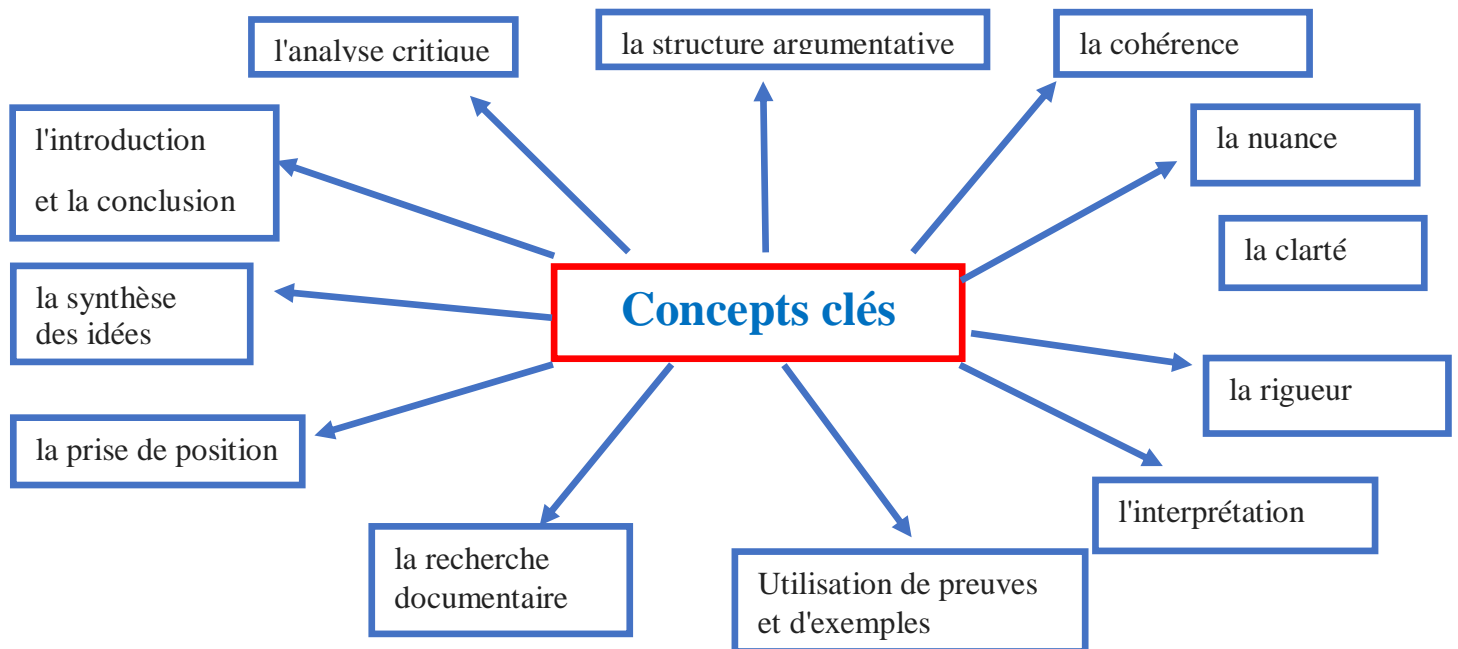 l'analyse critique
la structure argumentative
la cohérence
l'introduction
et la conclusion
la nuance
la clarté
la synthèse
des idées
Concepts clés
la rigueur
la prise de position
l'interprétation
la recherche
documentaire
Utilisation de preuves
et d'exemples